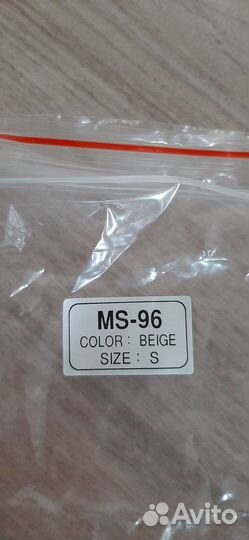 MS-96
COLOR : BEIGE
SIZE : S
Avito